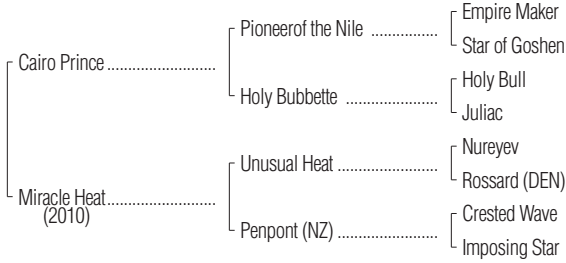 Empire Maker
Pioneerof the Nile ..................
Star of Goshen
Cairo Prince .............................
Holy Bull
Holy Bubbette .........................
Juliac
Nureyev
Unusual Heat ...........................
Rossard (DEN)
Miracle Heat.............................
(2010)
Crested Wave
Penpont (NZ) ...........................
Imposing Star